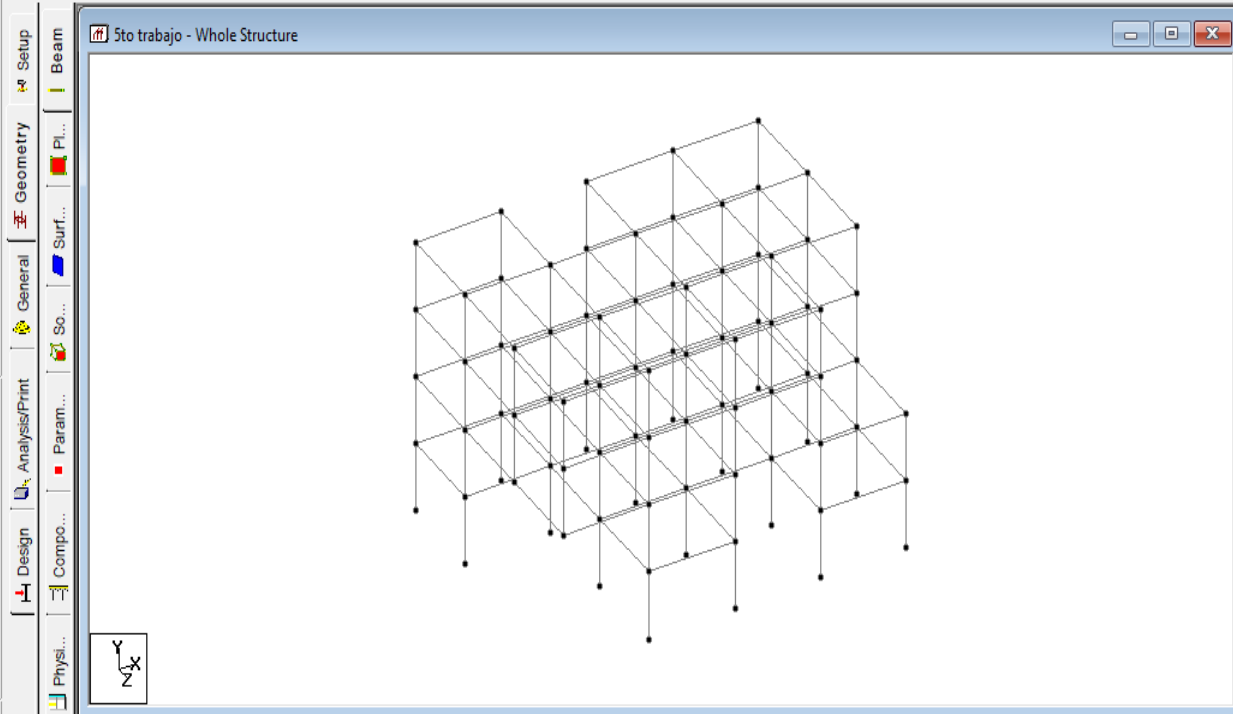 5to trabajo - Whole Structure
Setup
Geometry
General
Analysis/Print
Design
Beam
Pl...
Surf...
So...
Param...
Compo...
Physi...
Y
X
Z